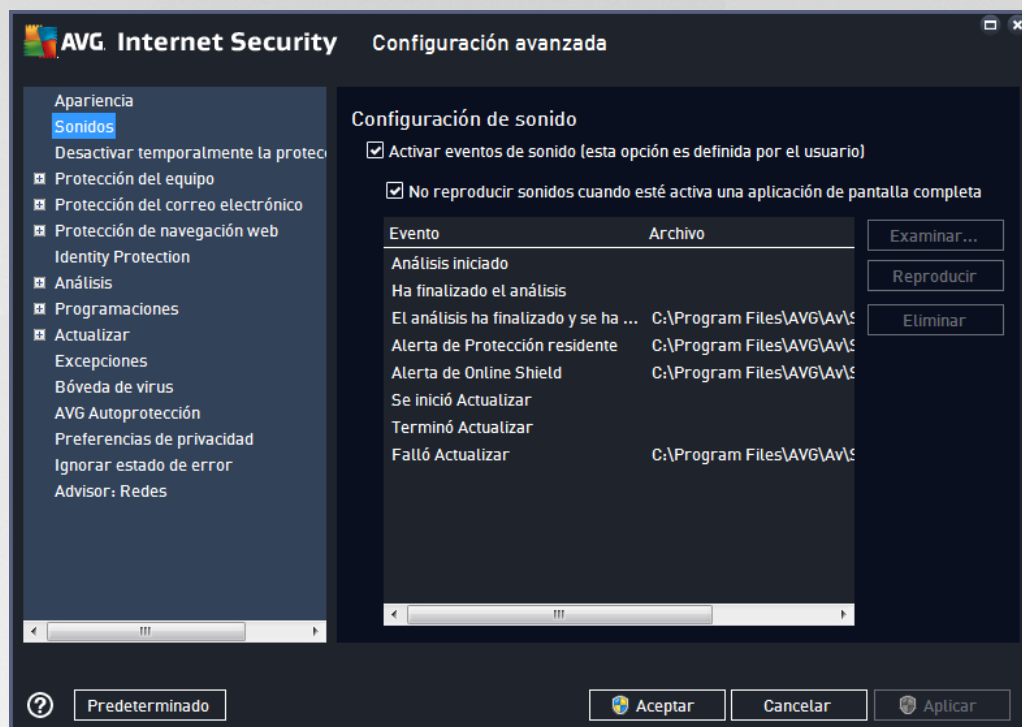 AVG. Internet Security Configuración avanzada
Apariencia
Sonidos
Desactivar temporalmente la protec
Protección del equipo
Protección del correo electrónico
Protección de navegación web
Identity Protection
Análisis
Programaciones
Actualizar
Excepciones
Bóveda de virus
AVG Autoprotección
Preferencias de privacidad
Ignorar estado de error
Advisor: Redes
Configuración de sonido
Activar eventos de sonido (esta opción es definida por el usuario)
No reproducir sonidos cuando esté activa una aplicación de pantalla completa
Evento Archivo
Análisis iniciado
Ha finalizado el análisis
El análisis ha finalizado y se ha ... C:\Program Files\AVG\Av\S
Alerta de Protección residente C:\Program Files\AVG\Av\S
Alerta de Online Shield C:\Program Files\AVG\Av\S
Se inició Actualizar
Terminó Actualizar
Falló Actualizar C:\Program Files\AVG\Av\S
Examinar...
Reproducir
Eliminar
Predeterminado
Aceptar
Cancelar
Aplicar